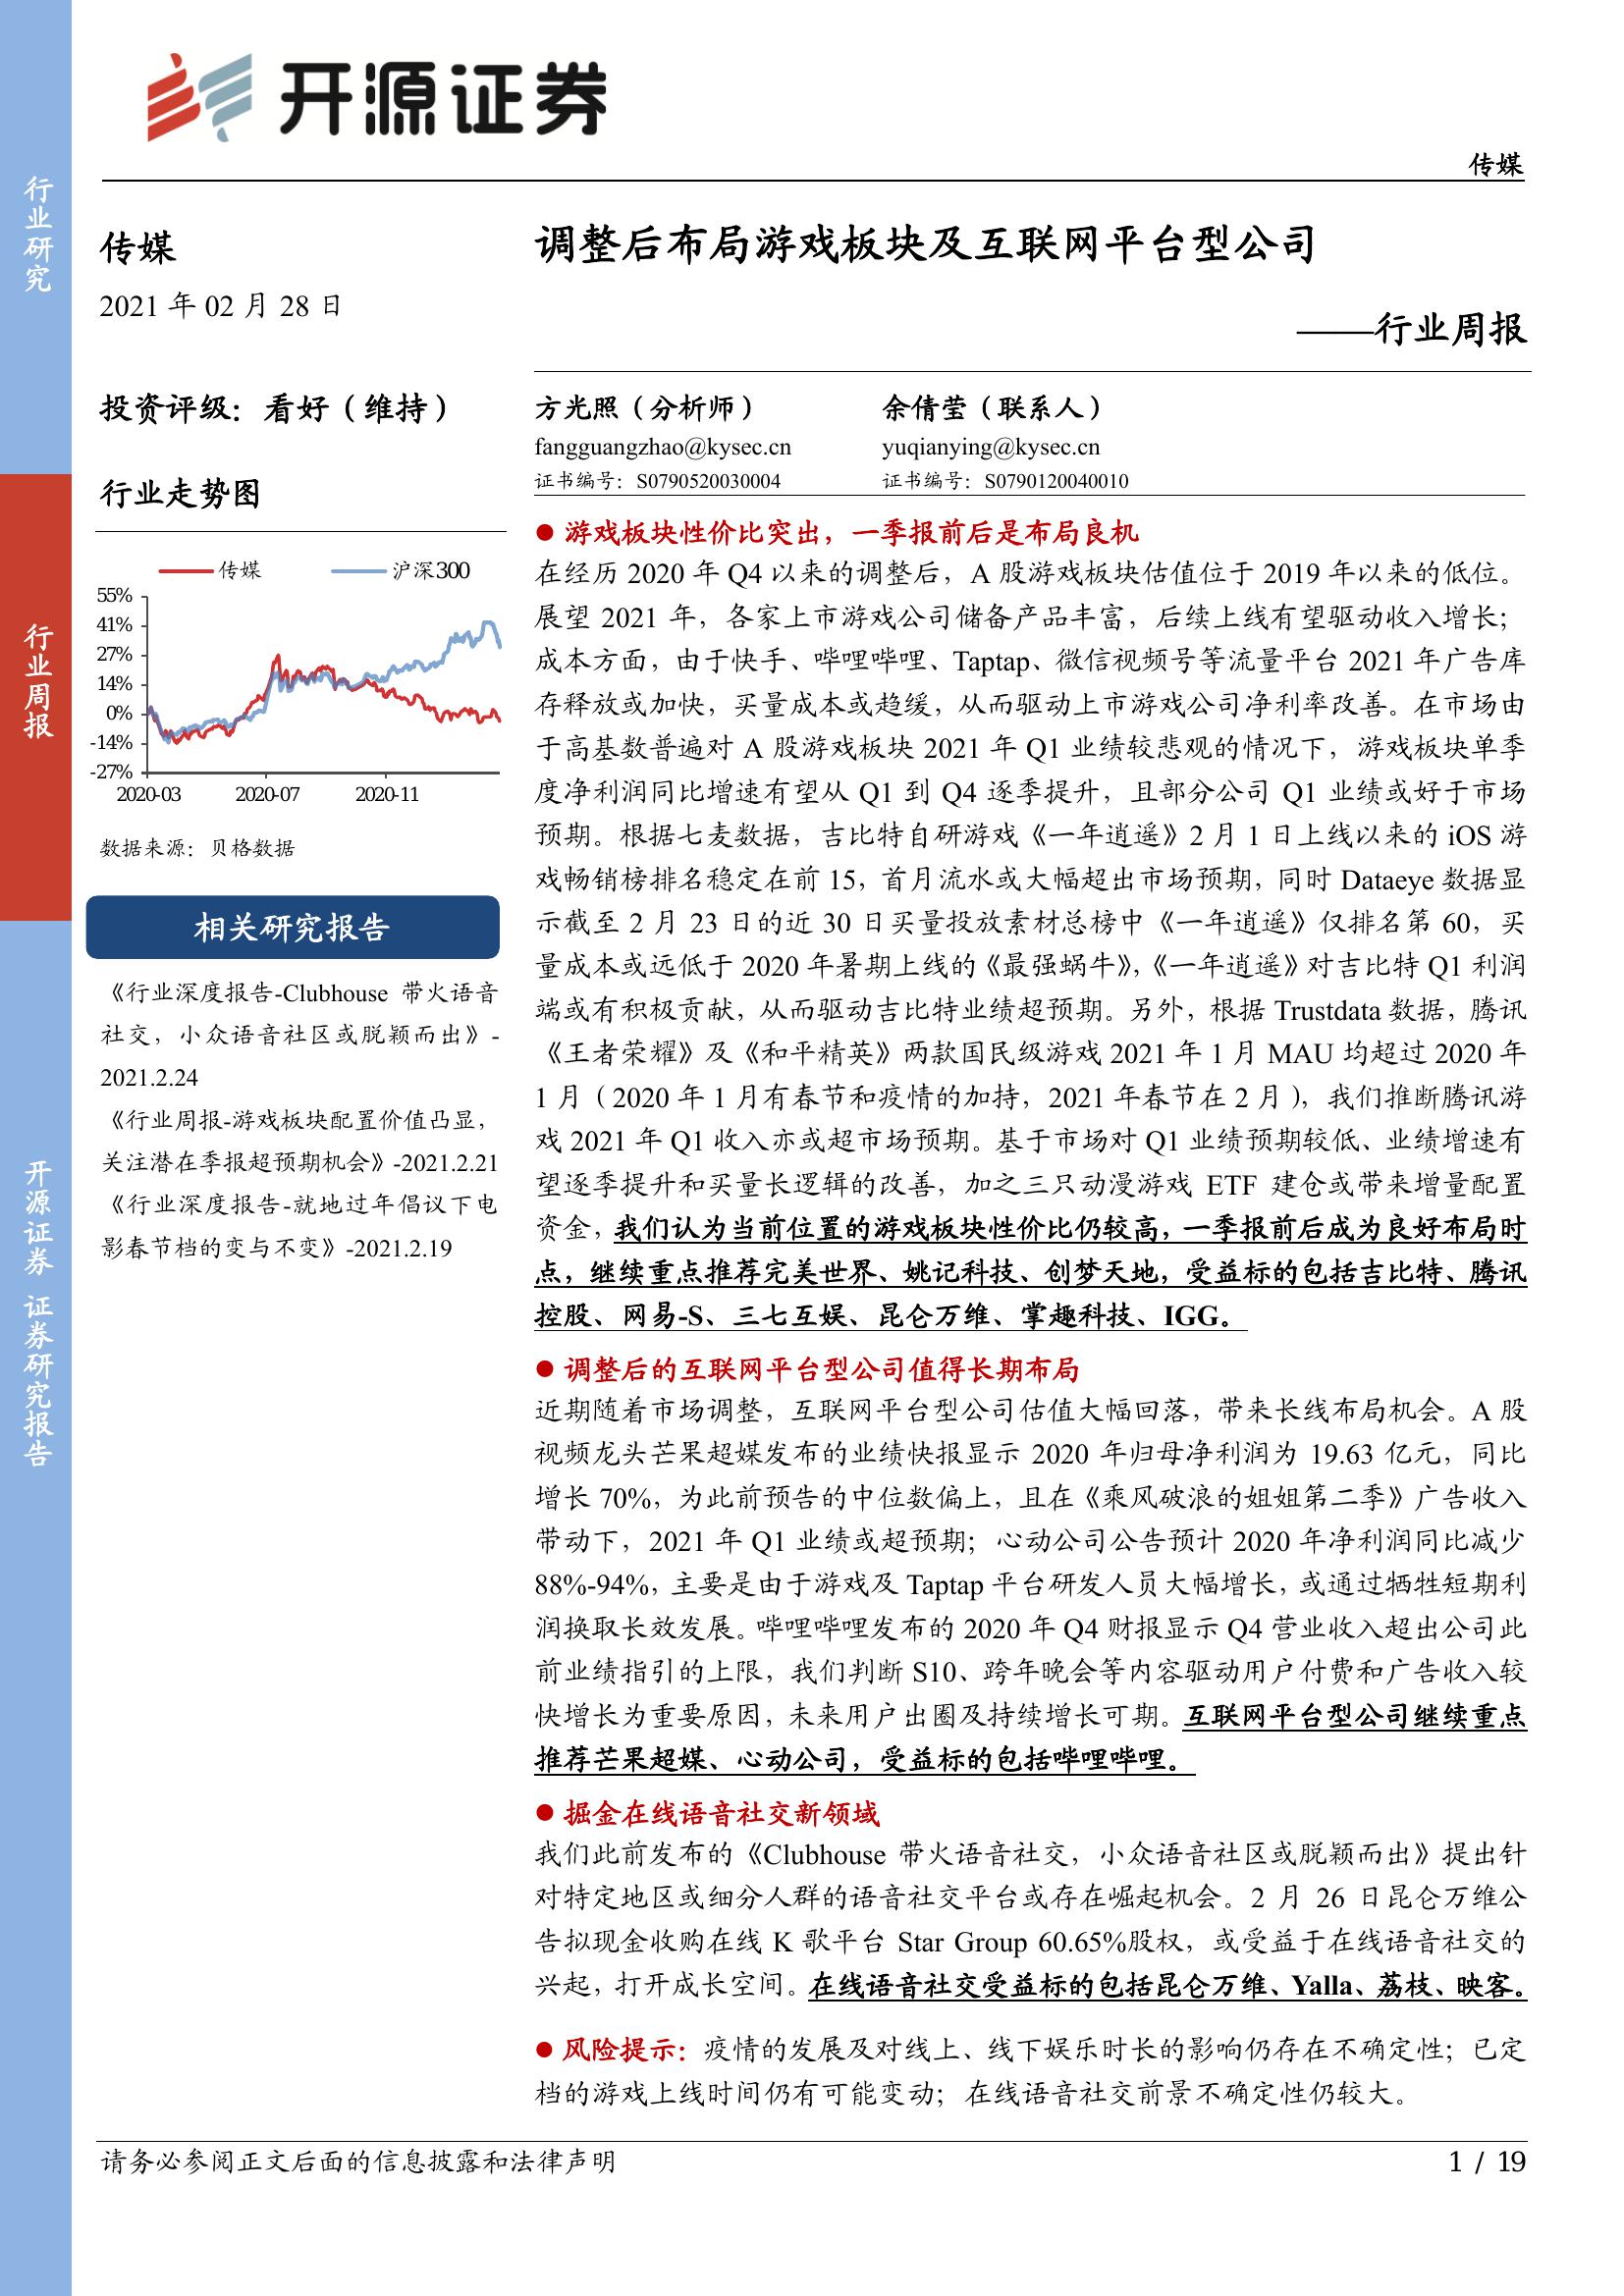 开源证券
传媒
行业研究
行业周报
开源证券 证券研究报告
传媒
2021 年 02 月 28 日
投资评级：看好（维持）
行业走势图
传媒 沪深300
55%
41%
27%
14%
0%
-14%
-27%
2020-03 2020-07 2020-11
数据来源：贝格数据
相关研究报告
《行业深度报告-Clubhouse 带火语音
社交，小众语音社区或脱颖而出》-
2021.2.24
《行业周报-游戏板块配置价值凸显，
关注潜在季报超预期机会》-2021.2.21
《行业深度报告-就地过年倡议下电
影春节档的变与不变》-2021.2.19
调整后布局游戏板块及互联网平台型公司
——行业周报
方光照（分析师） 余倩莹（联系人）
fangguangzhao@kysec.cn yuqianying@kysec.cn
证书编号：S0790520030004 证书编号：S0790120040010
● 游戏板块性价比突出，一季报前后是布局良机
在经历 2020 年 Q4 以来的调整后，A 股游戏板块估值位于 2019 年以来的低位。
展望 2021 年，各家上市游戏公司储备产品丰富，后续上线有望驱动收入增长；
成本方面，由于快手、哔哩哔哩、Taptap、微信视频号等流量平台 2021 年广告库
存释放或加快，买量成本或趋缓，从而驱动上市游戏公司净利率改善。在市场由
于高基数普遍对 A 股游戏板块 2021 年 Q1 业绩较悲观的情况下，游戏板块单季
度净利润同比增速有望从 Q1 到 Q4 逐季提升，且部分公司 Q1 业绩或好于市场
预期。根据七麦数据，吉比特自研游戏《一年逍遥》2 月 1 日上线以来的 iOS 游
戏畅销榜排名稳定在前 15，首月流水或大幅超出市场预期，同时 Dataeye 数据显
示截至 2 月 23 日的近 30 日买量投放素材总榜中《一年逍遥》仅排名第 60，买
量成本或远低于 2020 年暑期上线的《最强蜗牛》，《一年逍遥》对吉比特 Q1 利润
端或有积极贡献，从而驱动吉比特业绩超预期。另外，根据 Trustdata 数据，腾讯
《王者荣耀》及《和平精英》两款国民级游戏 2021 年 1 月 MAU 均超过 2020 年
1 月（2020 年 1 月有春节和疫情的加持，2021 年春节在 2 月），我们推断腾讯游
戏 2021 年 Q1 收入亦或超市场预期。基于市场对 Q1 业绩预期较低、业绩增速有
望逐季提升和买量长逻辑的改善，加之三只动漫游戏 ETF 建仓或带来增量配置
资金，我们认为当前位置的游戏板块性价比仍较高，一季报前后成为良好布局时
点，继续重点推荐完美世界、姚记科技、创梦天地，受益标的包括吉比特、腾讯
控股、网易-S、三七互娱、昆仑万维、掌趣科技、IGG。
● 调整后的互联网平台型公司值得长期布局
近期随着市场调整，互联网平台型公司估值大幅回落，带来长线布局机会。A 股
视频龙头芒果超媒发布的业绩快报显示 2020 年归母净利润为 19.63 亿元，同比
增长 70%，为此前预告的中位数偏上，且在《乘风破浪的姐姐第二季》广告收入
带动下，2021 年 Q1 业绩或超预期；心动公司公告预计 2020 年净利润同比减少
88%-94%，主要是由于游戏及 Taptap 平台研发人员大幅增长，或通过牺牲短期利
润换取长效发展。哔哩哔哩发布的 2020 年 Q4 财报显示 Q4 营业收入超出公司此
前业绩指引的上限，我们判断 S10、跨年晚会等内容驱动用户付费和广告收入较
快增长为重要原因，未来用户出圈及持续增长可期。互联网平台型公司继续重点
推荐芒果超媒、心动公司，受益标的包括哔哩哔哩。
● 掘金在线语音社交新领域
我们此前发布的《Clubhouse 带火语音社交，小众语音社区或脱颖而出》提出针
对特定地区或细分人群的语音社交平台或存在崛起机会。2 月 26 日昆仑万维公
告拟现金收购在线 K 歌平台 Star Group 60.65%股权，或受益于在线语音社交的
兴起，打开成长空间。在线语音社交受益标的包括昆仑万维、Yalla、荔枝、映客。
● 风险提示：疫情的发展及对线上、线下娱乐时长的影响仍存在不确定性；已定
档的游戏上线时间仍有可能变动；在线语音社交前景不确定性仍较大。
请务必参阅正文后面的信息披露和法律声明 1 / 19